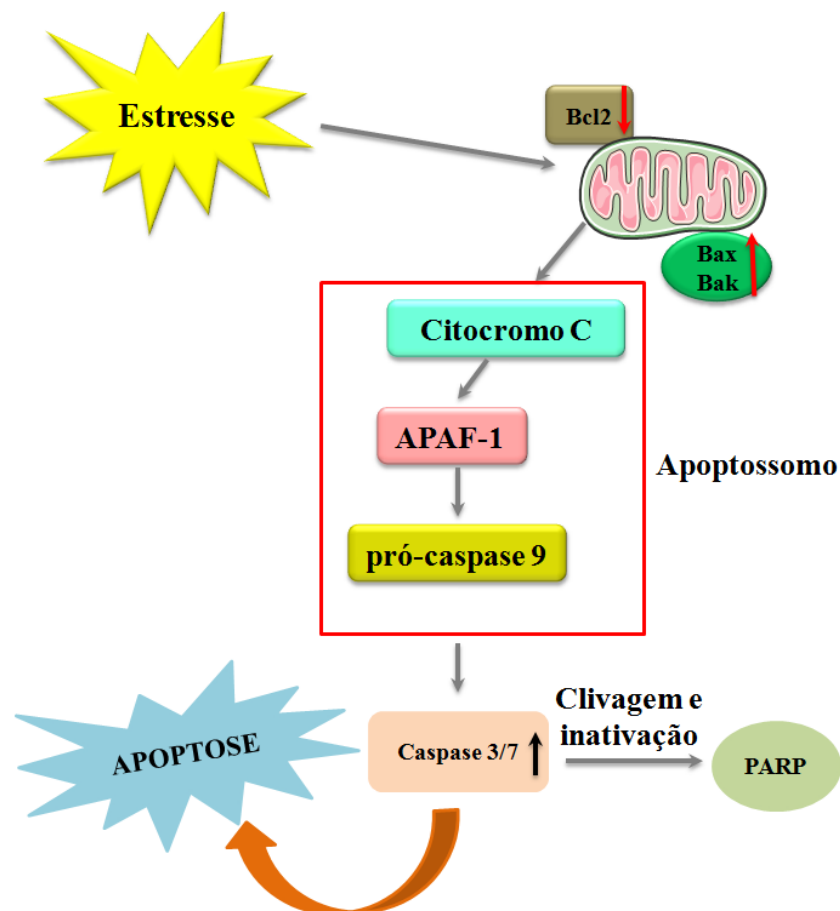 Estresse
Bcl2
Bax
Bak
Citocromo C
APAF-1
Apoptossomo
pró-caspase 9
Clivagem e
inativação
APOPTOSE
Caspase 3/7
PARP